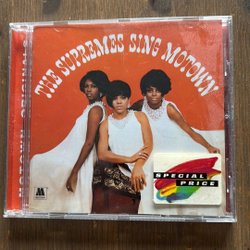 THE SUPREMES SING MOTOWN
MOTOWN ORIGINALS
SPECIAL
PRICE
M